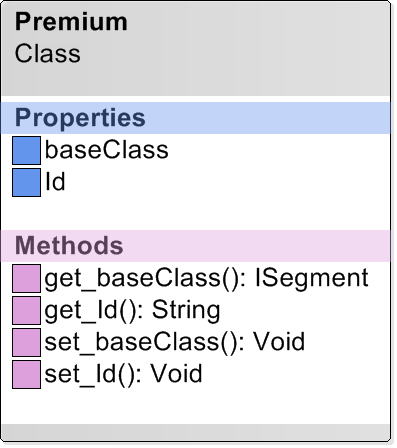 Premium
Class
Properties
baseClass
Id
Methods
get_baseClass(): ISegment
get_Id(): String
set_baseClass(): Void
set_Id(): Void